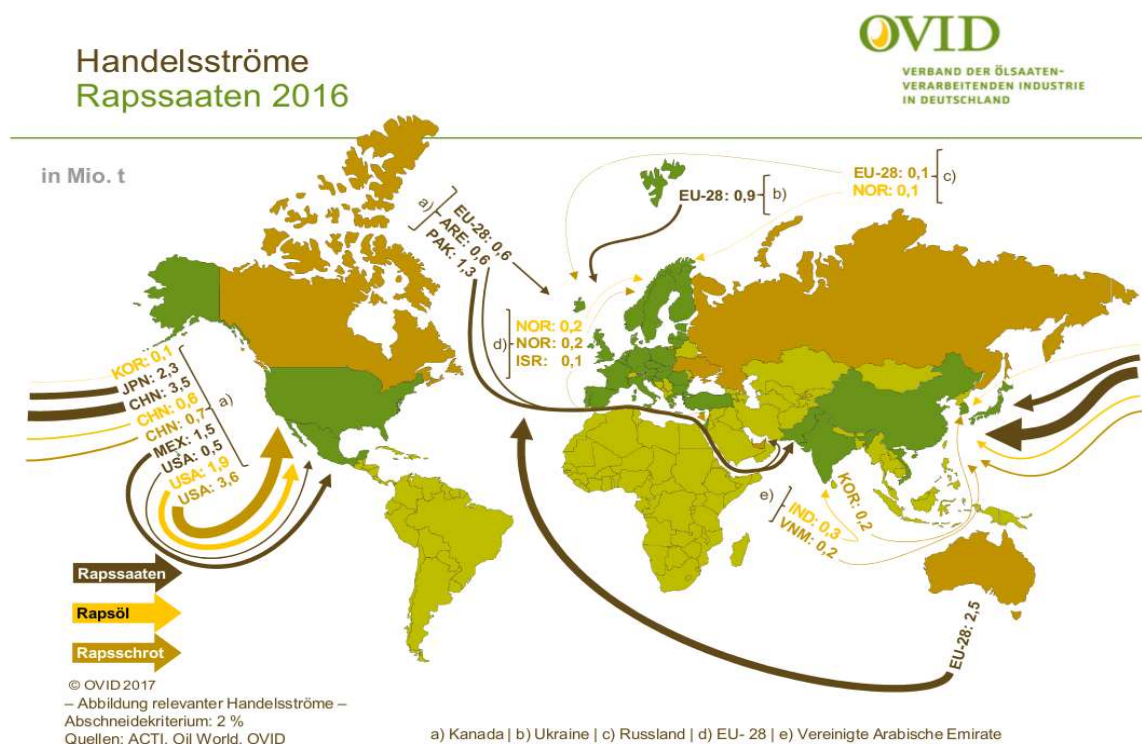 Handelsströme
Rapssaaten 2016
OVID
VERBAND DER ÖLSAATEN-
VERARBEITENDEN INDUSTRIE
IN DEUTSCHLAND
in Mio. t
a)
EU-28: 0,6
ARE: 0,6
PAK: 1,3
EU-28: 0,9
b)
EU-28: 0,1
NOR: 0,1
c)
d)
NOR: 0,2
NOR: 0,2
ISR: 0,1
KOR: 0,1
JPN: 2,3
CHN: 3,5
CHN: 0,6
CHN: 0,7
MEX: 1,5
USA: 0,5
USA: 1,9
USA: 3,6
a)
e)
IND: 0,3
VNM: 0,2
KOR: 0,2
EU-28: 2,5
Rapssaaten
Rapsöl
Rapsschrot
© OVID 2017
– Abbildung relevanter Handelsströme –
Abschneidekriterium: 2 %
Quellen: ACTI, Oil World, OVID
a) Kanada | b) Ukraine | c) Russland | d) EU- 28 | e) Vereinigte Arabische Emirate